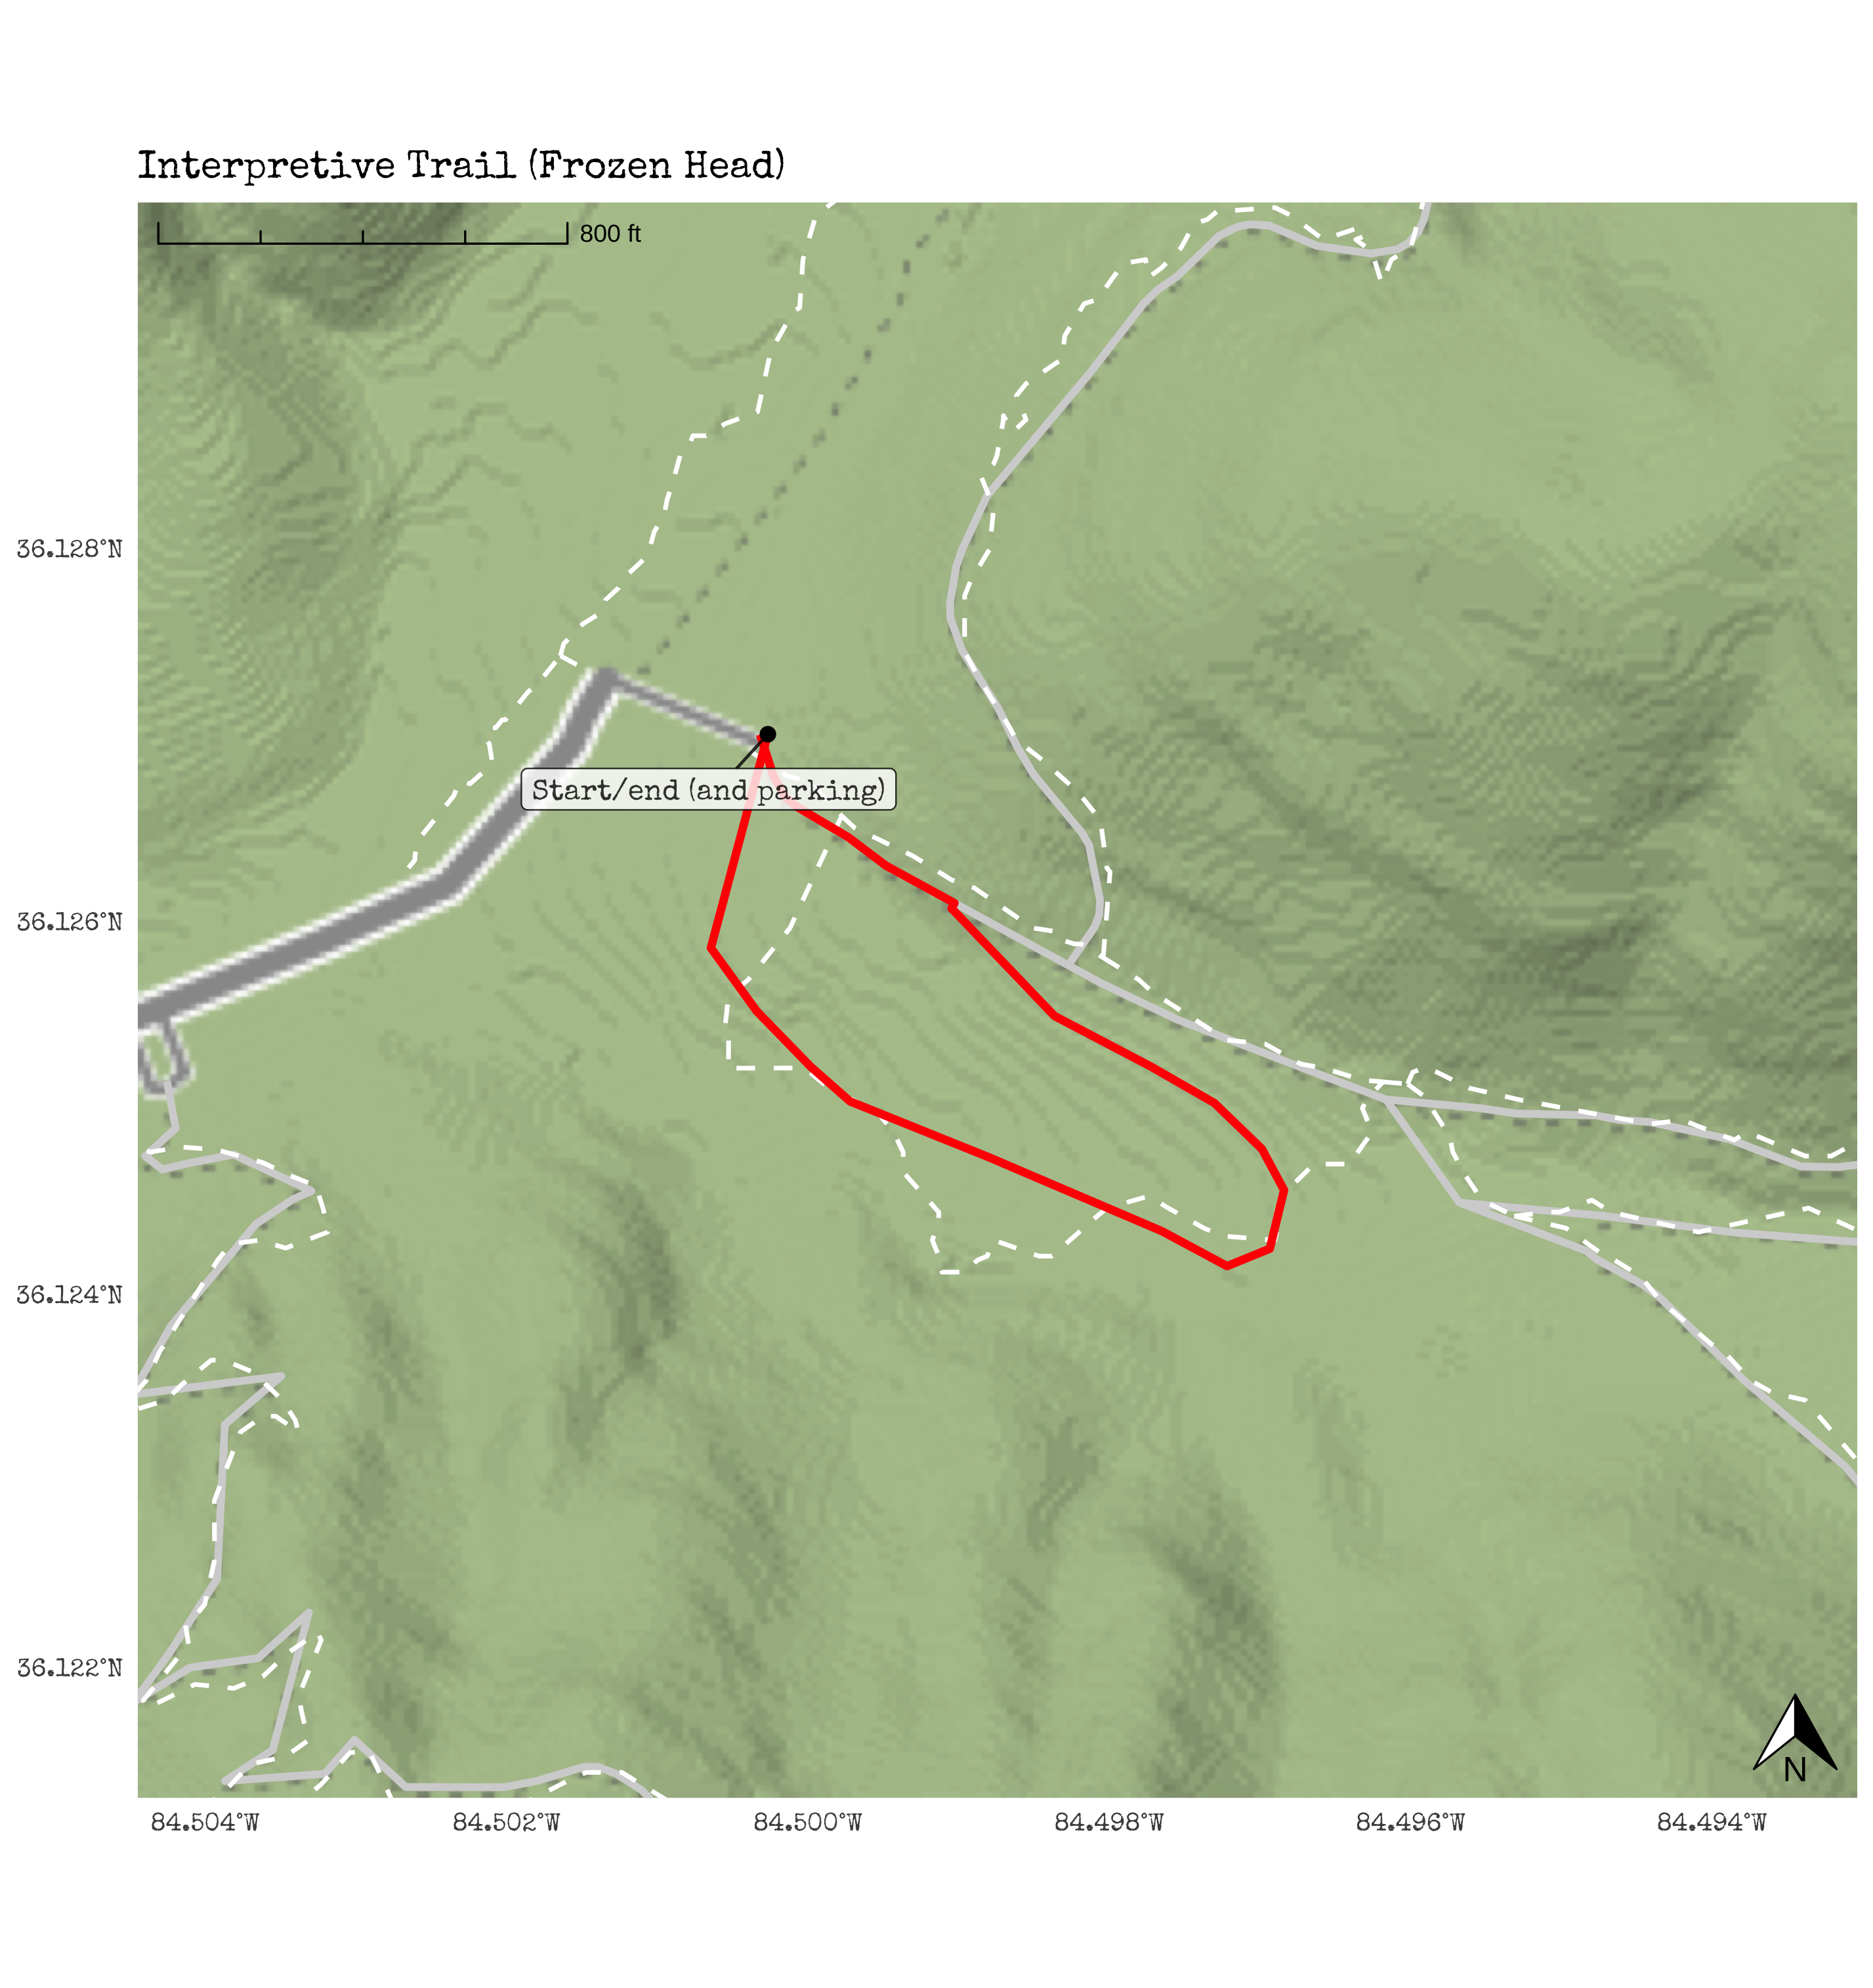 Interpretive Trail (Frozen Head)
800 ft
36.128°N
Start/end (and parking)
36.126°N
36.124°N
36.122°N
N
84.504°W 84.502°W 84.500°W 84.498°W 84.496°W 84.494°W